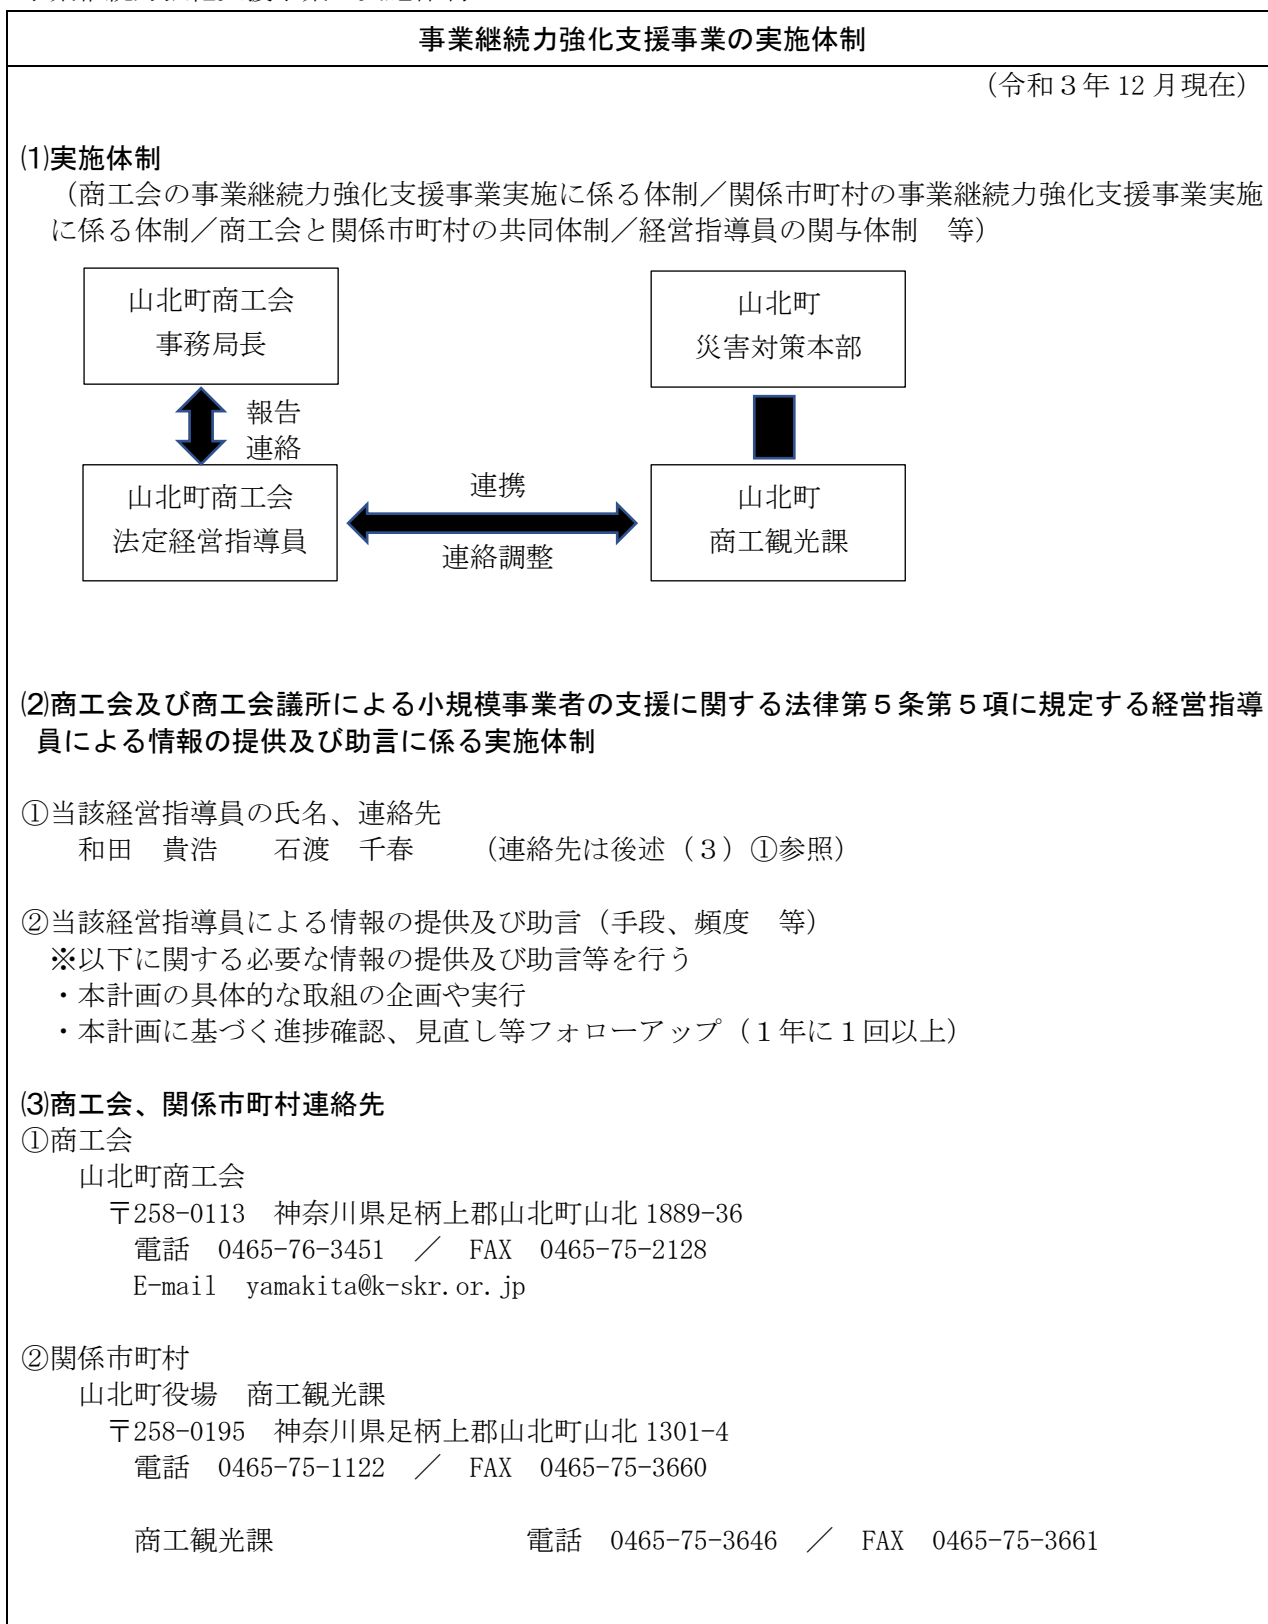 事業継続力強化支援事業の実施体制
（令和３年 12 月現在）
⑴実施体制
（商工会の事業継続力強化支援事業実施に係る体制／関係市町村の事業継続力強化支援事業実施
に係る体制／商工会と関係市町村の共同体制／経営指導員の関与体制　等）
山北町商工会
事務局長
山北町
災害対策本部
報告
連絡
山北町商工会
法定経営指導員
連携
連絡調整
山北町
商工観光課
⑵商工会及び商工会議所による小規模事業者の支援に関する法律第５条第５項に規定する経営指導
員による情報の提供及び助言に係る実施体制
①当該経営指導員の氏名、連絡先
和田　貴浩　　石渡　千春　　（連絡先は後述（３）①参照）
②当該経営指導員による情報の提供及び助言（手段、頻度　等）
※以下に関する必要な情報の提供及び助言等を行う
・本計画の具体的な取組の企画や実行
・本計画に基づく進捗確認、見直し等フォローアップ（１年に１回以上）
⑶商工会、関係市町村連絡先
①商工会
山北町商工会
〒258-0113　神奈川県足柄上郡山北町山北 1889-36
電話　0465-76-3451　／　FAX　0465-75-2128
E-mail　yamakita@k-skr.or.jp
②関係市町村
山北町役場　商工観光課
〒258-0195　神奈川県足柄上郡山北町山北 1301-4
電話　0465-75-1122　／　FAX　0465-75-3660
商工観光課　　　　　　　　　電話　0465-75-3646　／　FAX　0465-75-3661